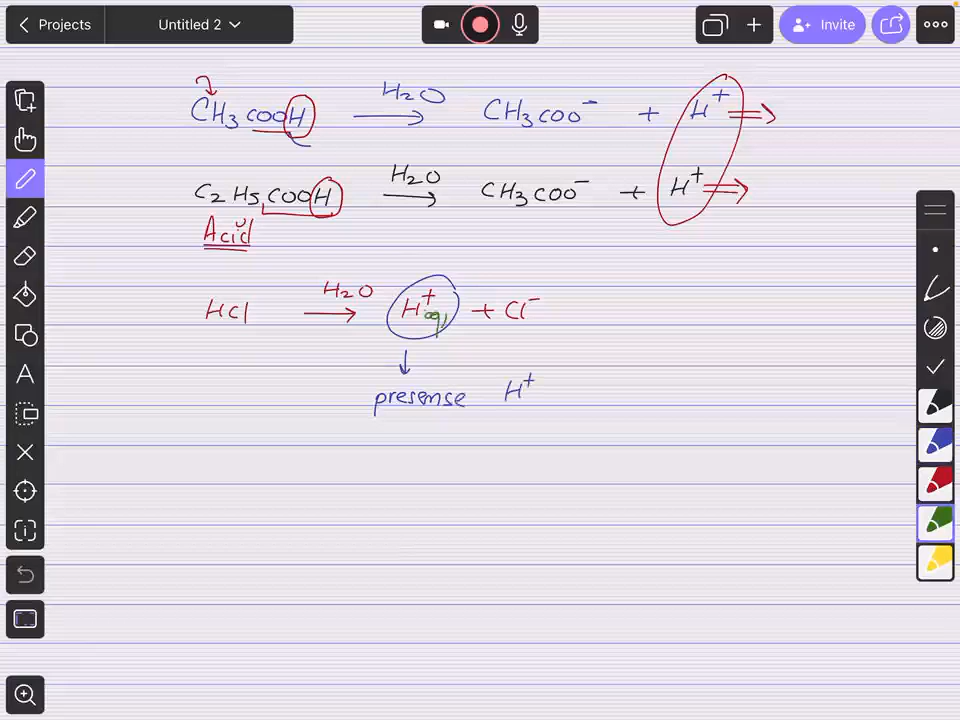 Projects Untitled 2 Invite
CH3COOH H2O → CH3COO⁻ + H⁺ ⇒
C2H5COOH H2O → CH3COO⁻ + H⁺ ⇒
Acid
HCl H2O → H⁺aq, + Cl⁻
↓
presense H⁺
A